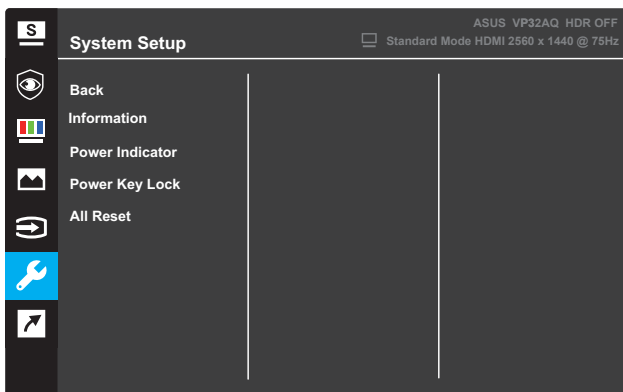 S
ASUS VP32AQ HDR OFF
System Setup
Standard Mode HDMI 2560 x 1440 @ 75Hz
Back
Information
Power Indicator
Power Key Lock
All Reset